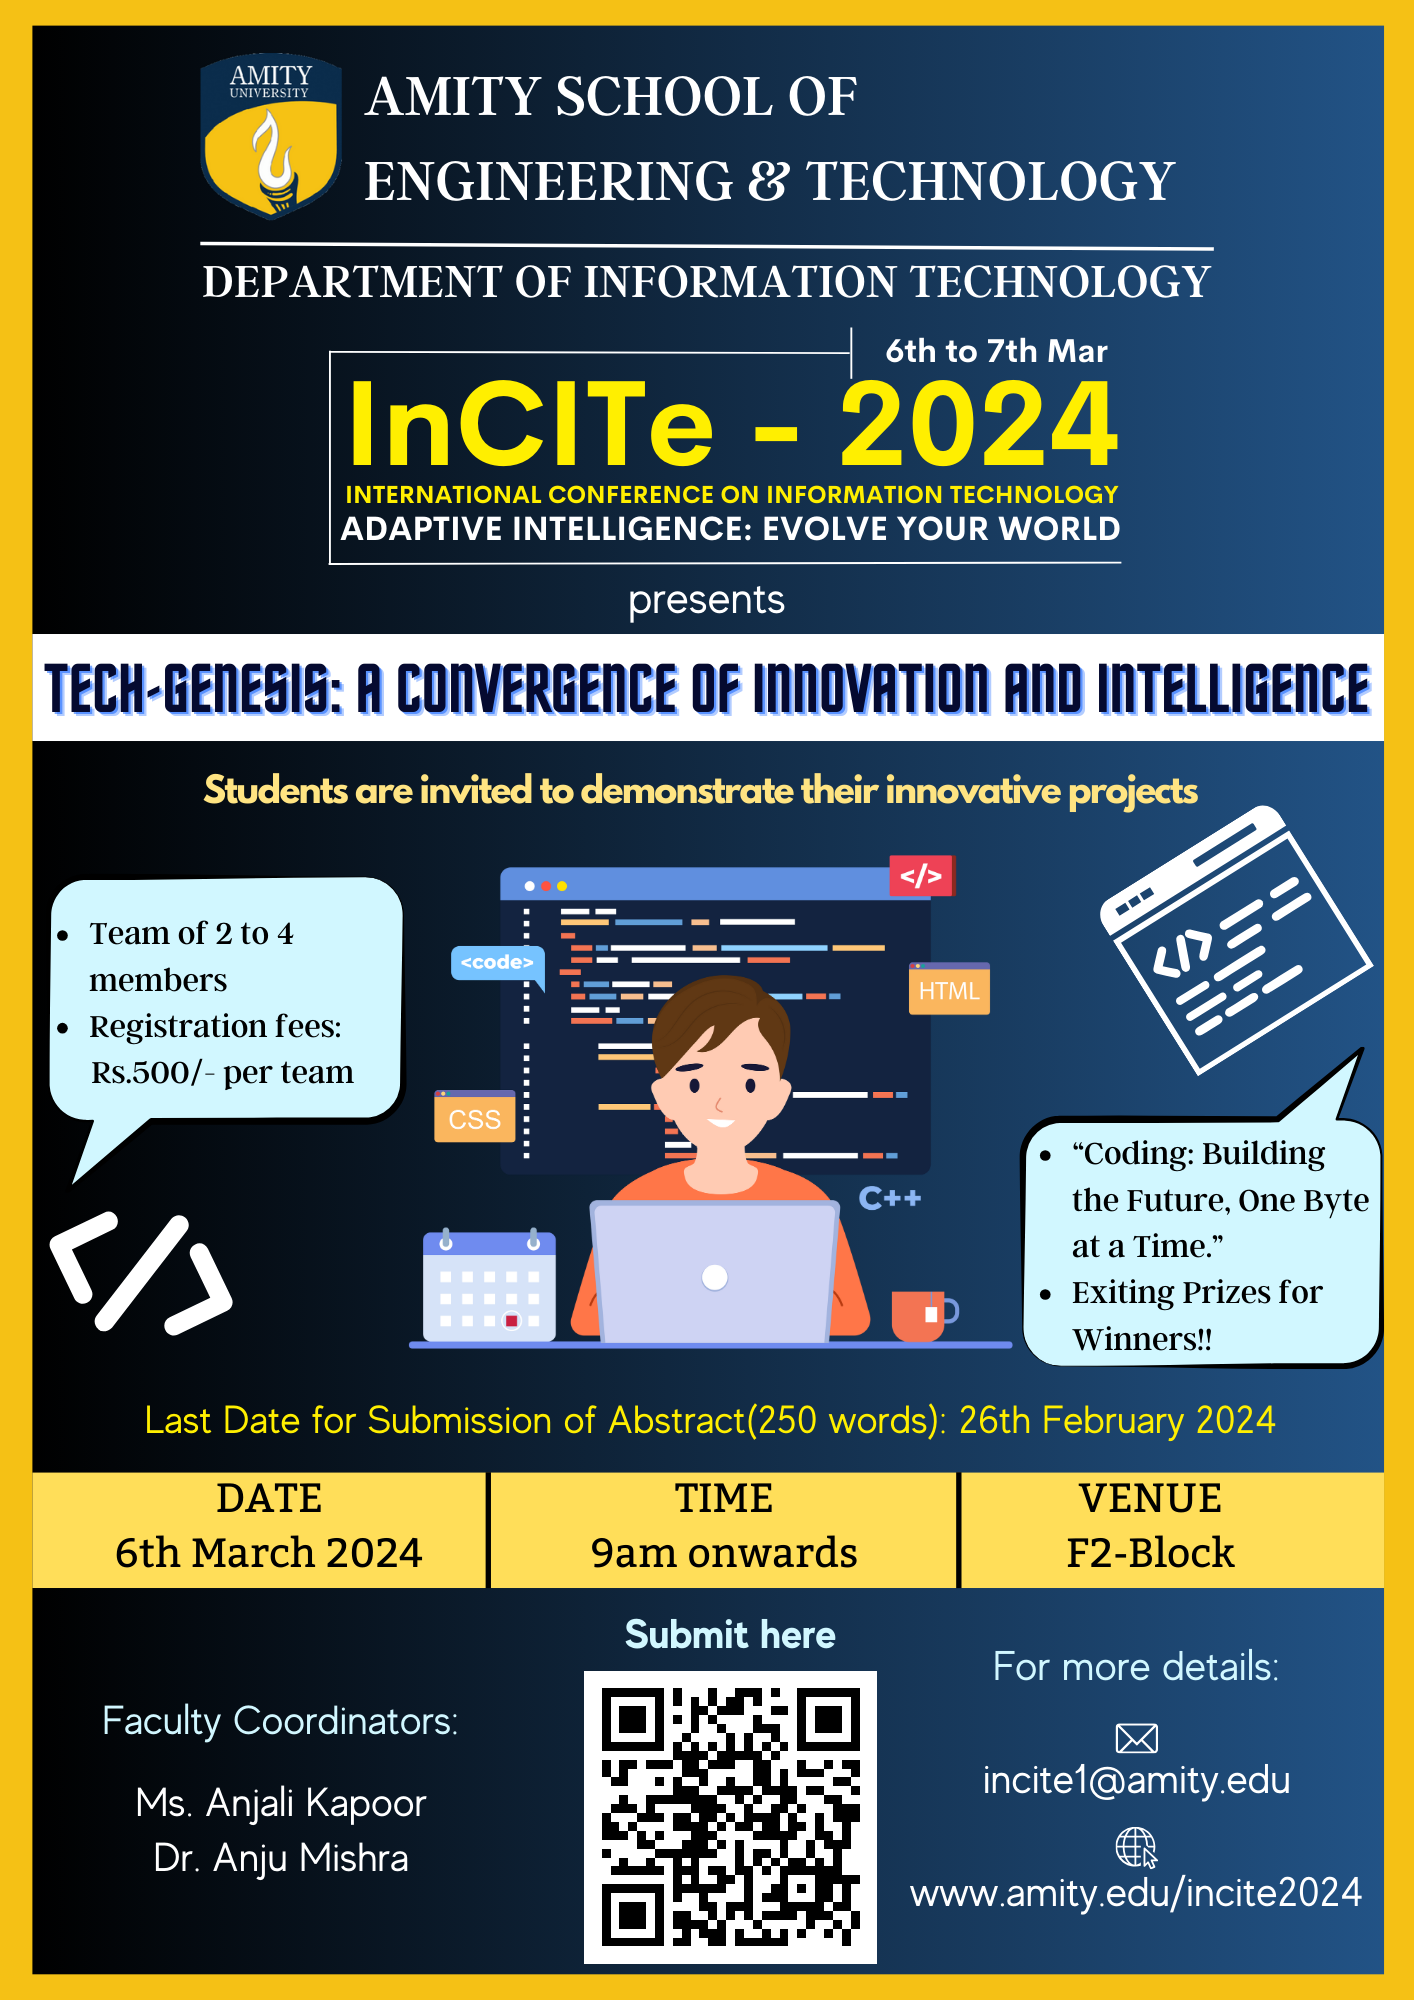 AMITY
UNIVERSITY
AMITY SCHOOL OF
ENGINEERING & TECHNOLOGY
DEPARTMENT OF INFORMATION TECHNOLOGY
6th to 7th Mar
InCITe - 2024
INTERNATIONAL CONFERENCE ON INFORMATION TECHNOLOGY
ADAPTIVE INTELLIGENCE: EVOLVE YOUR WORLD
presents
TECH-GENESIS: A CONVERGENCE OF INNOVATION AND INTELLIGENCE
Students are invited to demonstrate their innovative projects
• Team of 2 to 4
members
• Registration fees:
Rs.500/- per team
</>
<code>
HTML
CSS
C++
</>
</>
• “Coding: Building
the Future, One Byte
at a Time.”
• Exiting Prizes for
Winners!!
Last Date for Submission of Abstract(250 words): 26th February 2024
DATE
6th March 2024
TIME
9am onwards
VENUE
F2-Block
Faculty Coordinators:
Ms. Anjali Kapoor
Dr. Anju Mishra
Submit here
For more details:
incite1@amity.edu
www.amity.edu/incite2024